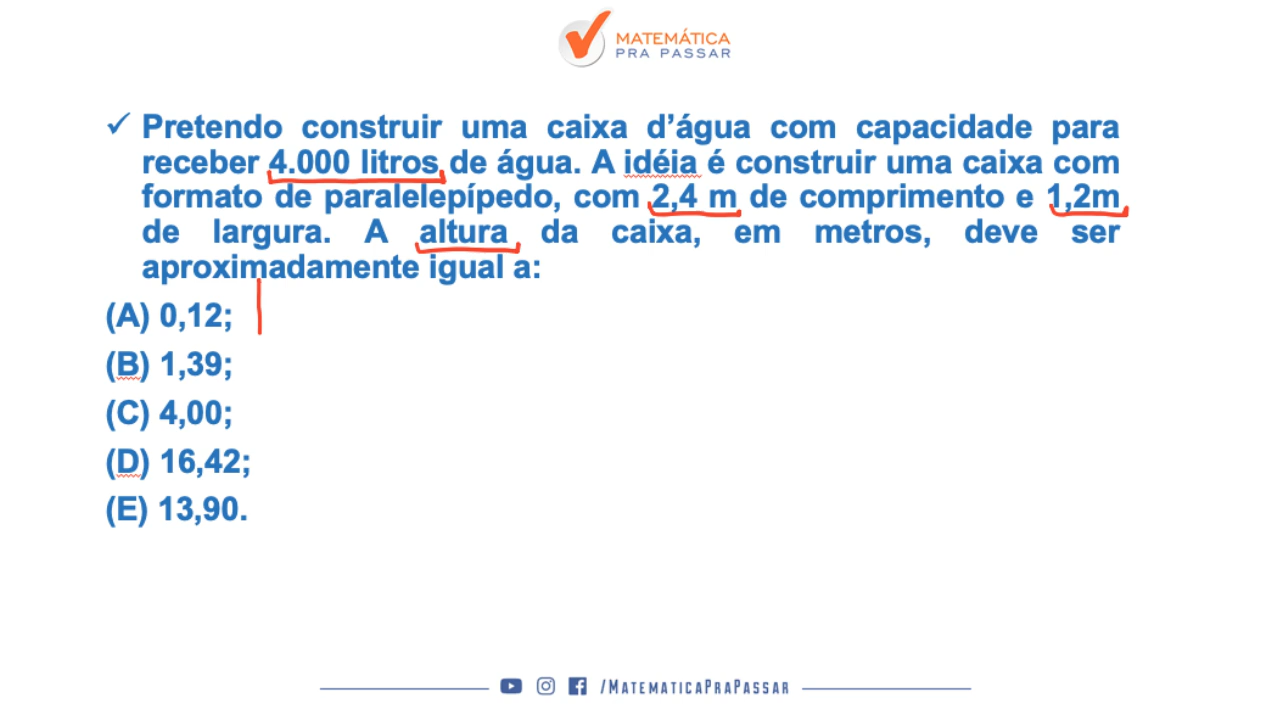 MATEMÁTICA
PRA PASSAR
✓ Pretendo construir uma caixa d’água com capacidade para
receber 4.000 litros de água. A idéia é construir uma caixa com
formato de paralelepípedo, com 2,4 m de comprimento e 1,2m
de largura. A altura da caixa, em metros, deve ser
aproximadamente igual a:
(A) 0,12;
(B) 1,39;
(C) 4,00;
(D) 16,42;
(E) 13,90.
/MATEMATICAPRAPASSAR